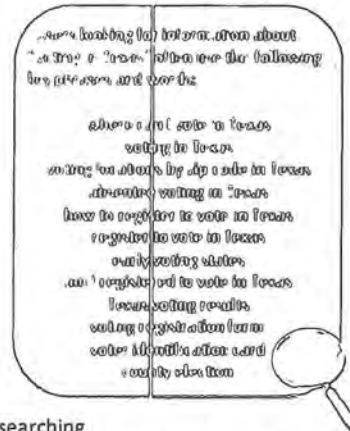 looking for information about
"voting in Texas" often use the following
key phrases and words:
where do I vote in Texas
voting in Texas
voting locations by zip code in Texas
absentee voting in Texas
how to register to vote in Texas
register to vote in Texas
early voting states
am I registered to vote in Texas
Texas voting results
voting registration form
voter identification card
county election
searching